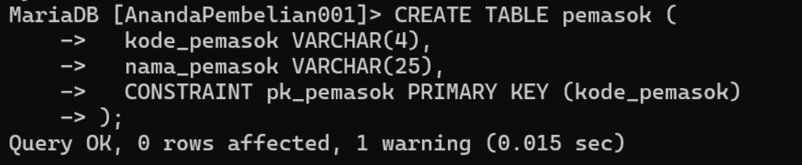 MariaDB [AnandaPembelian001]> CREATE TABLE pemasok (
    ->   kode_pemasok VARCHAR(4),
    ->   nama_pemasok VARCHAR(25),
    ->   CONSTRAINT pk_pemasok PRIMARY KEY (kode_pemasok)
    -> );
Query OK, 0 rows affected, 1 warning (0.015 sec)